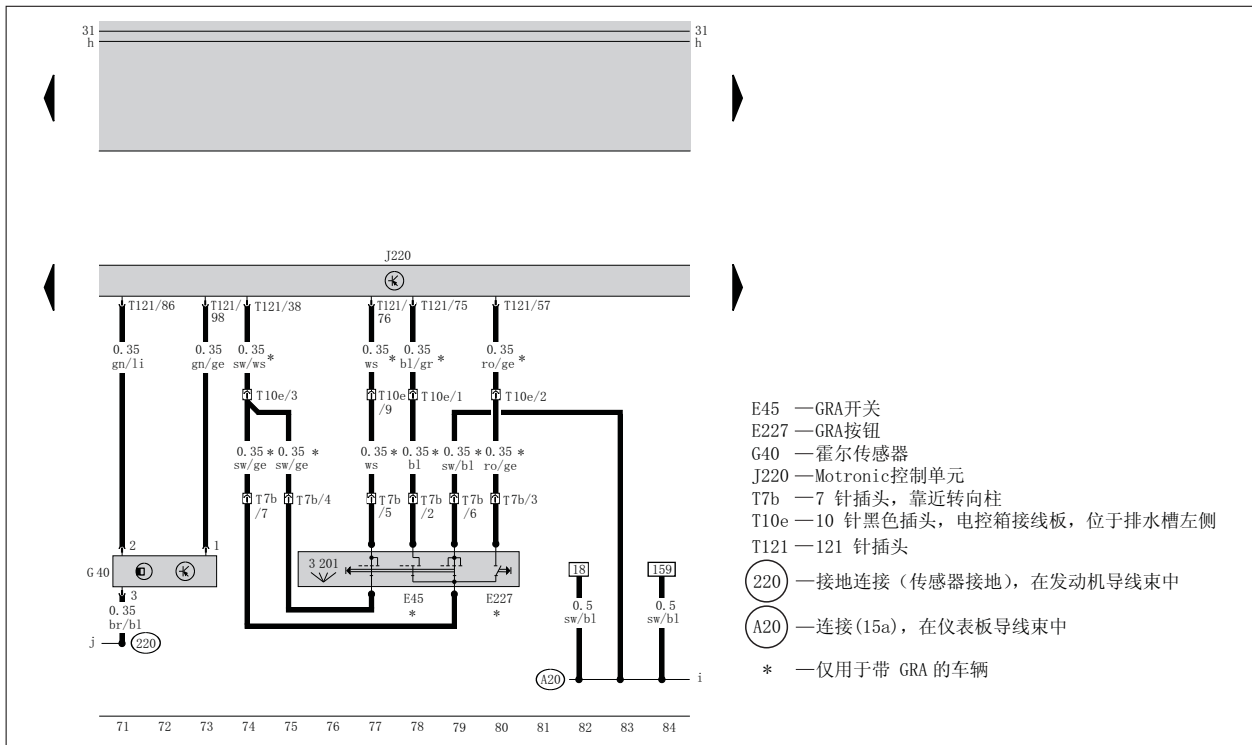 31
31
h
h
J220
T121/86
T121/
98
T121/38
T121/
76
T121/75
T121/57
0.35
gn/li
0.35
gn/ge
0.35
sw/ws*
0.35
ws *
0.35
bl/gr *
0.35
ro/ge*
T10e/3
T10e
/9
T10e/1
T10e/2
0.35 *
sw/ge
0.35 *
sw/ge
0.35 *
ws
0.35 *
bl
0.35 *
sw/bl
0.35 *
ro/ge
T7b
/7
T7b/4
T7b
/5
T7b
/2
T7b
/6
T7b/3
2
1
G40
3 201
E45
*
E227
*
3
0.35
br/bl
j
220
18
159
0.5
sw/bl
0.5
sw/bl
A20
i
71 72 73 74 75 76 77 78 79 80 81 82 83 84
E45 —GRA开关
E227 —GRA按钮
G40 —霍尔传感器
J220 —Motronic控制单元
T7b —7 针插头，靠近转向柱
T10e —10 针黑色插头，电控箱接线板，位于排水槽左侧
T121 —121 针插头
220 —接地连接（传感器接地），在发动机导线束中
A20 —连接(15a)，在仪表板导线束中
* —仅用于带 GRA 的车辆